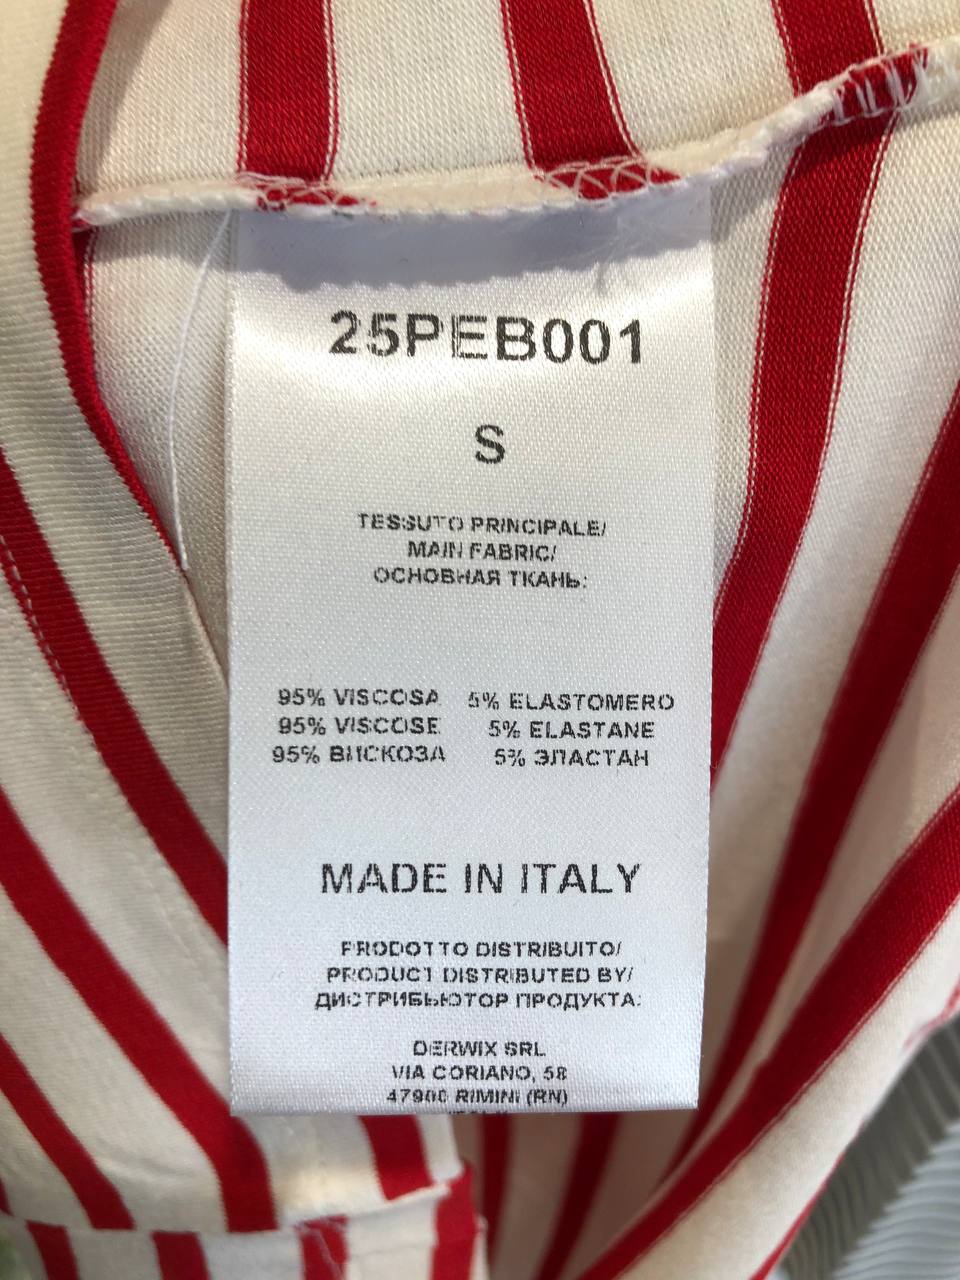 25PEB001
S
TESSUTO PRINCIPALE/
MAIN FABRIC/
ОСНОВНАЯ ТКАНЬ:
95% VISCOSA 5% ELASTOMERO
95% VISCOSE 5% ELASTANE
95% ВИСКОЗА 5% ЭЛАСТАН
MADE IN ITALY
PRODOTTO DISTRIBUITO/
PRODUCT DISTRIBUTED BY/
ДИСТРИБЬЮТОР ПРОДУКТА:
DERWIX SRL
VIA CORIANO, 58
47900 RIMINI (RN)